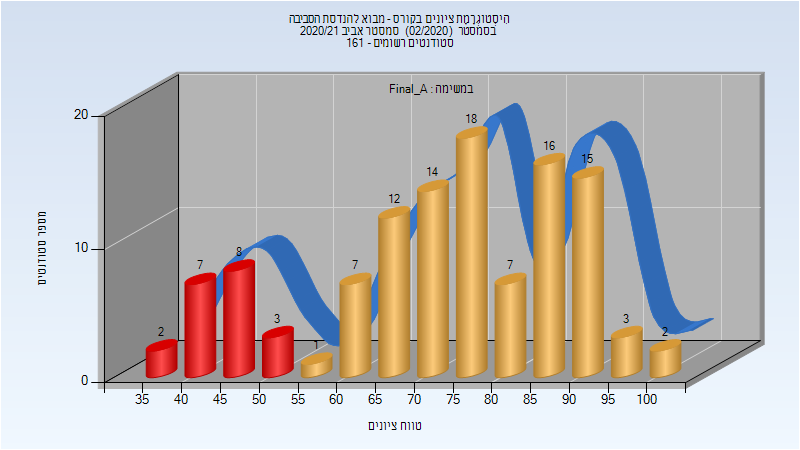 היסטוגרמת ציונים בקורס - מבוא להנדסת הסביבה
בסמסטר (02/2020) סמסטר אביב 2020/21
סטודנטים רשומים - 161
במשימה : Final_A
20
10
0
מספר סטודנטים
2
7
8
3
1
7
12
14
18
7
16
15
3
2
35 40 45 50 55 60 65 70 75 80 85 90 95 100
טווח ציונים